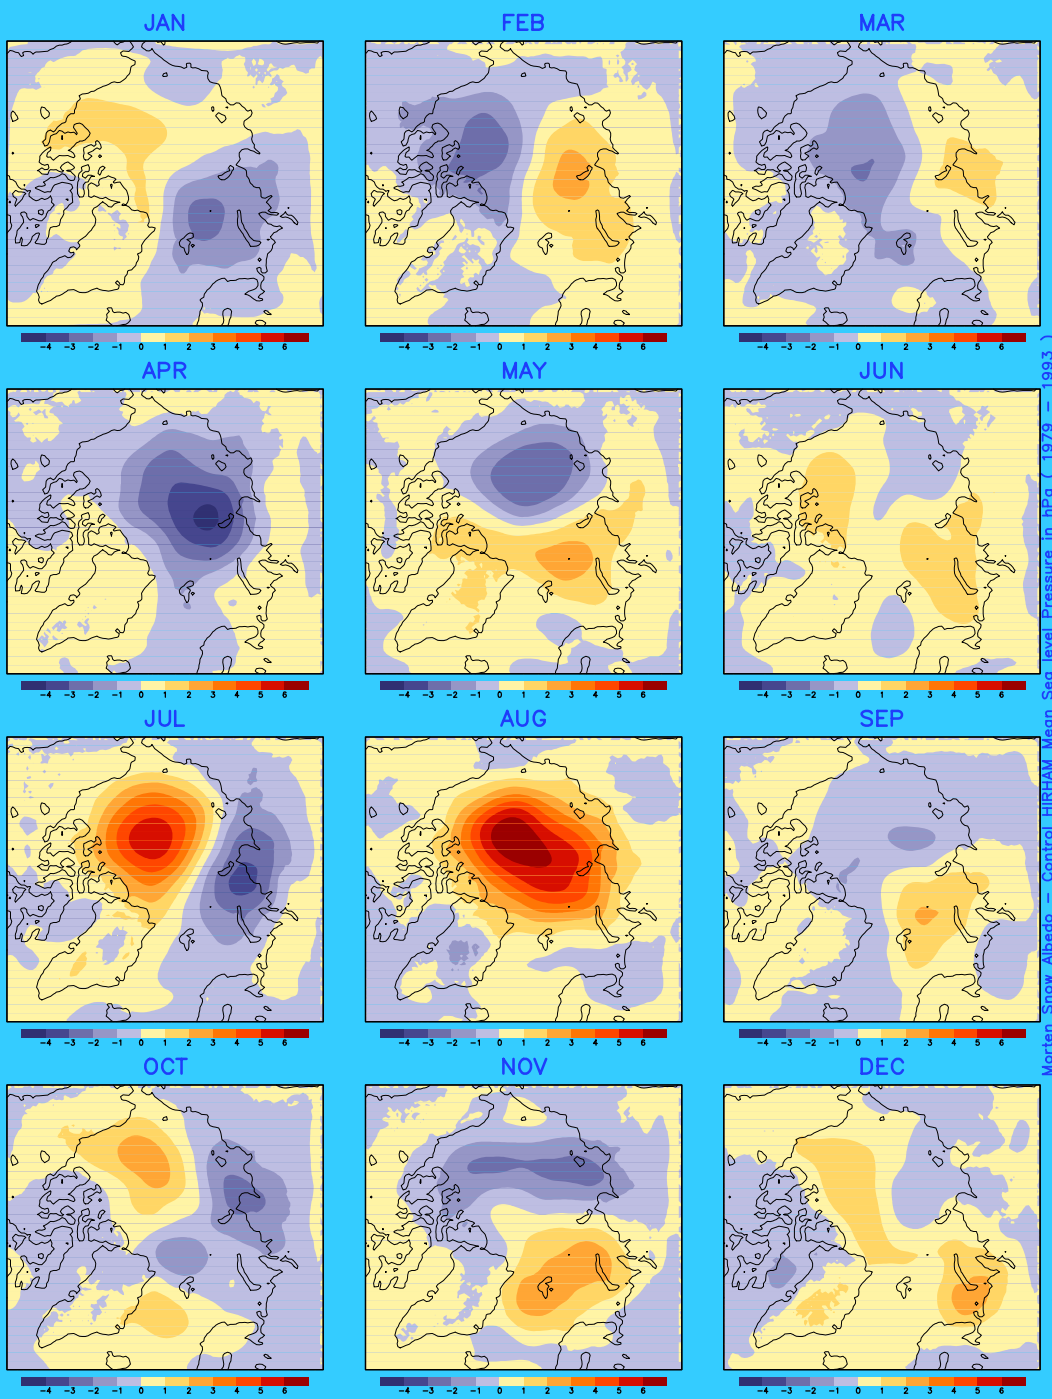 JAN FEB MAR
-4 -3 -2 -1 0 1 2 3 4 5 6 -4 -3 -2 -1 0 1 2 3 4 5 6 -4 -3 -2 -1 0 1 2 3 4 5 6
APR MAY JUN
-4 -3 -2 -1 0 1 2 3 4 5 6 -4 -3 -2 -1 0 1 2 3 4 5 6 -4 -3 -2 -1 0 1 2 3 4 5 6
JUL AUG SEP
-4 -3 -2 -1 0 1 2 3 4 5 6 -4 -3 -2 -1 0 1 2 3 4 5 6 -4 -3 -2 -1 0 1 2 3 4 5 6
OCT NOV DEC
-4 -3 -2 -1 0 1 2 3 4 5 6 -4 -3 -2 -1 0 1 2 3 4 5 6 -4 -3 -2 -1 0 1 2 3 4 5 6
Morten Snow Albedo - Control HIRHAM Mean Sea level Pressure in hPa ( 1979 - 1993 )